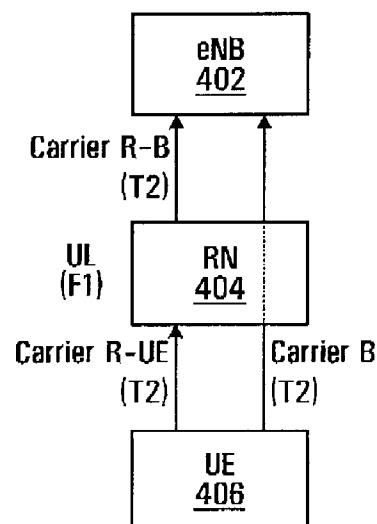 eNB
402
Carrier R-B
(T2)
UL
(F1)
RN
404
Carrier R-UE
(T2)
Carrier B
(T2)
UE
406